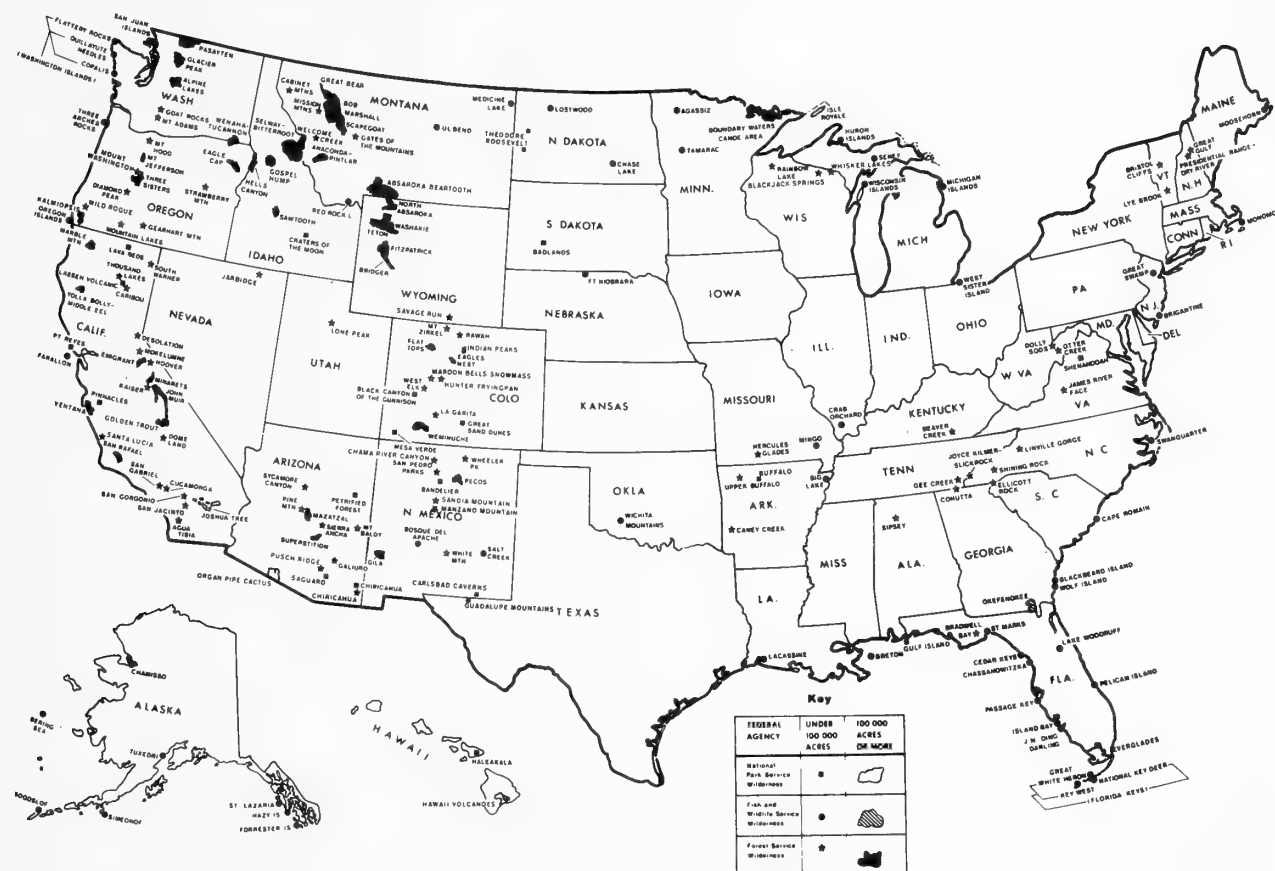 FLATTERY ROCKS
QUILLAYUTE
NEEDLES
COPALIS
(WASHINGTON ISLANDS)
SAN JUAN
ISLANDS
PASAYTEN
GLACIER
PEAK
ALPINE
LAKES
WASH
GOAT ROCKS
MT ADAMS
WENAHA-
TUCANNON
THREE
ARCHEA
ROCKS
MT
HOOD
MOUNT
WASHINGTON
MT
JEFFERSON
THREE
SISTERS
EAGLE
CAP
DIAMOND
PEAK
STRAWBERRY
MTN
HELLS
CANYON
KALMIOPSIS
OREGON
ISLANDS
WILD ROGUE
OREGON
GEARHART MTN
MOUNTAIN LAKES
CABINET
MTNS
GREAT BEAR
MISSION
MTNS
BOB
MARSHALL
MONTANA
SCAPEGOAT
GATES OF
THE MOUNTAINS
SELWAY-
BITTERROOT
WELCOME
CREEK
ANACONDA-
PINTLAR
GOSPEL
HUMP
MEDICINE
LAKE
UL BEND
ABSAROKA BEARTOOTH
RED ROCK L
SAWTOOTH
CRATERS OF
THE MOON
IDAHO
NORTH
ABSAROKA
WASHAKIE
TETON
FITZPATRICK
BRIDGER
WYOMING
SAVAGE RUN
LOSTWOOD
THEODORE
ROOSEVELT
N DAKOTA
CHASE
LAKE
S DAKOTA
BADLANDS
FT NIOBRARA
NEBRASKA
KANSAS
AGASSIZ
TAMARAC
BOUNDARY WATERS
CANOE AREA
MINN.
ISLE
ROYALE
HURON
ISLANDS
SENEY
RAINBOW
LAKE
WHISKER LAKES
BLACKJACK SPRINGS
WISCONSIN
ISLANDS
MICHIGAN
ISLANDS
WIS
MICH
WEST
SISTER
ISLAND
IOWA
ILL.
IND.
OHIO
MAINE
MOOSEHORN
GREAT
GULF
PRESIDENTIAL RANGE-
DRY RIVER
BRISTOL
CLIFFS
VT
N.H
LYE BROOK
NEW YORK
MASS
CONN
R I
MONOMOY
PA
GREAT
SWAMP
N.J.
BRIGANTINE
DEL
MD.
DOLLY
SODS
OTTER
CREEK
SHENANDOAH
W VA
JAMES RIVER
FACE
VA
MARBLE
MTN
LAVA BEDS
SOUTH
WARNER
THOUSAND
LAKES
LASSEN VOLCANIC
CARIBOU
YOLLA BOLLY-
MIDDLE EEL
CALIF.
PT REYES
FARALLON
DESOLATION
MOKELUMNE
HOOVER
EMIGRANT
MINARETS
KAISER
JOHN
MUIR
PINNACLES
VENTANA
GOLDEN TROUT
DOME
LAND
SANTA LUCIA
SAN RAFAEL
SAN
GABRIEL
CUCAMONGA
SAN GORGONIO
SAN JACINTO
JOSHUA TREE
AGUA
TIBIA
JARBIDGE
NEVADA
LONE PEAK
UTAH
MT
ZIRKEL
RAWAH
FLAT
TOPS
INDIAN PEAKS
EAGLES
NEST
MAROON BELLS SNOWMASS
WEST
ELK
HUNTER FRYINGPAN
BLACK CANYON
OF THE GUNNISON
COLO
LA GARITA
GREAT
SAND DUNES
WEMINUCHE
MESA VERDE
ARIZONA
SYCAMORE
CANYON
PETRIFIED
FOREST
PINE
MTN
MAZATZAL
SIERRA
ANCHA
MT
BALDY
SUPERSTITION
PUSCH RIDGE
GALIURO
SAGUARO
ORGAN PIPE CACTUS
CHIRICAHUA
CHIRICAHUA
CHAMA RIVER CANYON
SAN PEDRO
PARKS
WHEELER
PK
PECOS
BANDELIER
SANDIA MOUNTAIN
MANZANO MOUNTAIN
N MEXICO
BOSQUE DEL
APACHE
WHITE
MTN
SALT
CREEK
GILA
CARLSBAD CAVERNS
GUADALUPE MOUNTAINS
TEXAS
OKLA
WICHITA
MOUNTAINS
MISSOURI
HERCULES
GLADES
MINGO
CRAB
ORCHARD
BUFFALO
UPPER BUFFALO
BIG
LAKE
ARK.
CANEY CREEK
LA.
LACASSINE
BRETON
MISS
ALA.
SIPSEY
KENTUCKY
BEAVER
CREEK
TENN
JOYCE KILMER-
SLICKROCK
LINVILLE GORGE
GEE CREEK
SHINING ROCK
COHUTTA
ELLICOTT
ROCK
N C
SWANQUARTER
S. C
CAPE ROMAIN
GEORGIA
BLACKBEARD ISLAND
WOLF ISLAND
OKEFENOKEE
GULF ISLAND
BRADWELL
BAY
ST MARKS
CEDAR KEYS
CHASSAHOWITZKA
LAKE WOODRUFF
FLA.
PELICAN ISLAND
PASSAGE KEY
ISLAND BAY
J N DING
DARLING
EVERGLADES
GREAT
WHITE HERON
NATIONAL KEY DEER
KEY WEST
(FLORIDA KEYS)
CHAMISSO
ALASKA
BERING
SEA
TUXEDNI
BOGOSLOF
SIMEONOF
ST LAZARIA
HAZY IS
FORRESTER IS
HAWAII
HALEAKALA
HAWAII VOLCANOES
Key
FEDERAL
AGENCY
UNDER
100 000
ACRES
100 000
ACRES
OR MORE
National
Park Service
Wilderness
Fish and
Wildlife Service
Wilderness
Forest Service
Wilderness